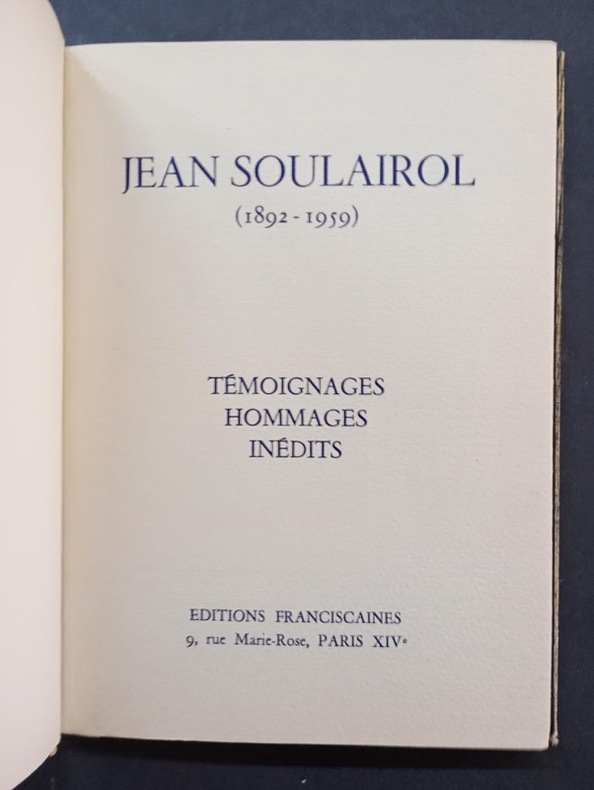 JEAN SOULAIROL
(1892-1959)
TÉMOIGNAGES
HOMMAGES
INÉDITS
EDITIONS FRANCISCAINES
9, rue Marie-Rose, PARIS XIVe